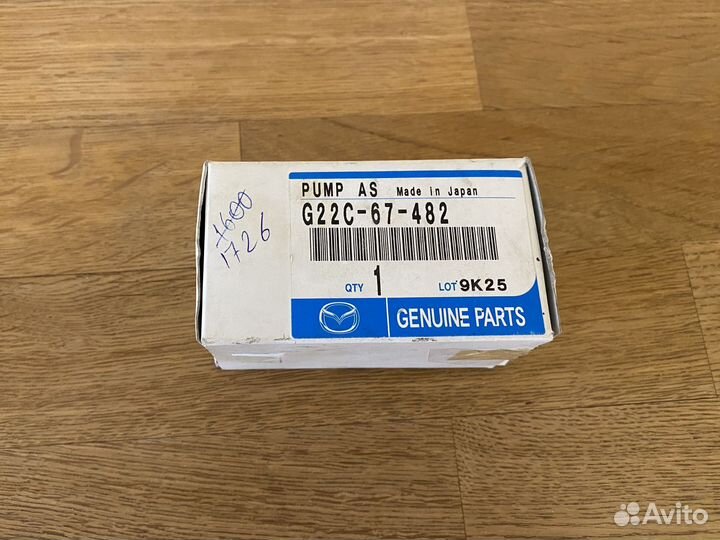 PUMP AS Made in Japan
G22C-67-482
QTY 1 LOT 9K25
GENUINE PARTS
1600
1726
Avito